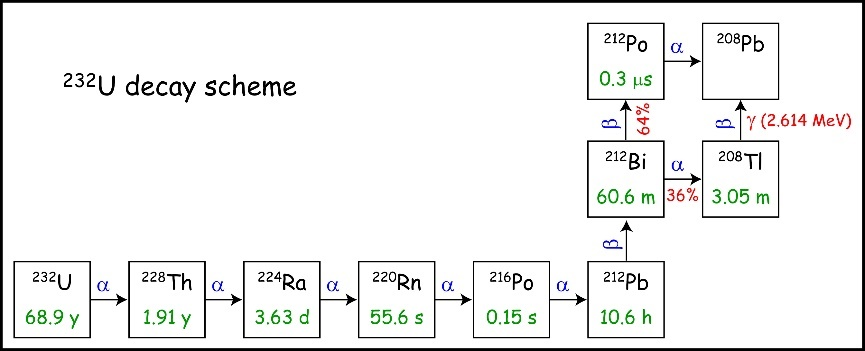 ²¹²Po α ²⁰⁸Pb
0.3 μs
²³²U decay scheme
β 64% β γ (2.614 MeV)
²¹²Bi α ²⁰⁸Tl
60.6 m 36% 3.05 m
β
²³²U α ²²⁸Th α ²²⁴Ra α ²²⁰Rn α ²¹⁶Po α ²¹²Pb
68.9 y 1.91 y 3.63 d 55.6 s 0.15 s 10.6 h